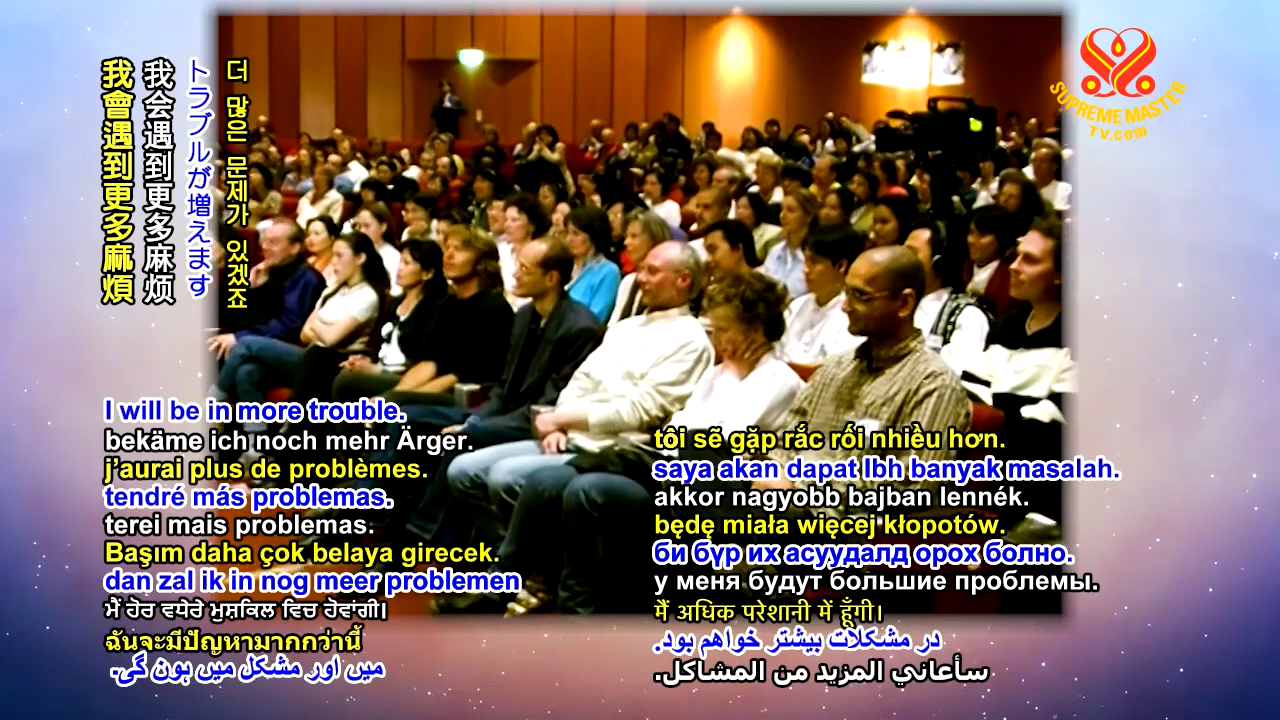 我會遇到更多麻煩
我会遇到更多麻烦
トラブルが増えます
더 많은 문제가 있겠죠
SUPREME MASTER
TV.com
I will be in more trouble.
bekäme ich noch mehr Ärger.
j'aurai plus de problèmes.
tendré más problemas.
terei mais problemas.
Başım daha çok belaya girecek.
dan zal ik in nog meer problemen
ਮੈਂ ਹੋਰ ਵਧੇਰੇ ਮੁਸ਼ਕਿਲ ਵਿਚ ਹੋਵਾਂਗੀ।
ฉันจะมีปัญหามากกว่านี้
میں اور مشکل میں ہون گی.
tôi sẽ gặp rắc rối nhiều hơn.
saya akan dapat lbh banyak masalah.
akkor nagyobb bajban lennék.
będę miała więcej kłopotów.
би бүр их асуудалд орох болно.
у меня будут большие проблемы.
मैं अधिक परेशानी में हूँगी।
در مشکلات بیشتر خواهم بود.
سأعاني المزيد من المشاكل.